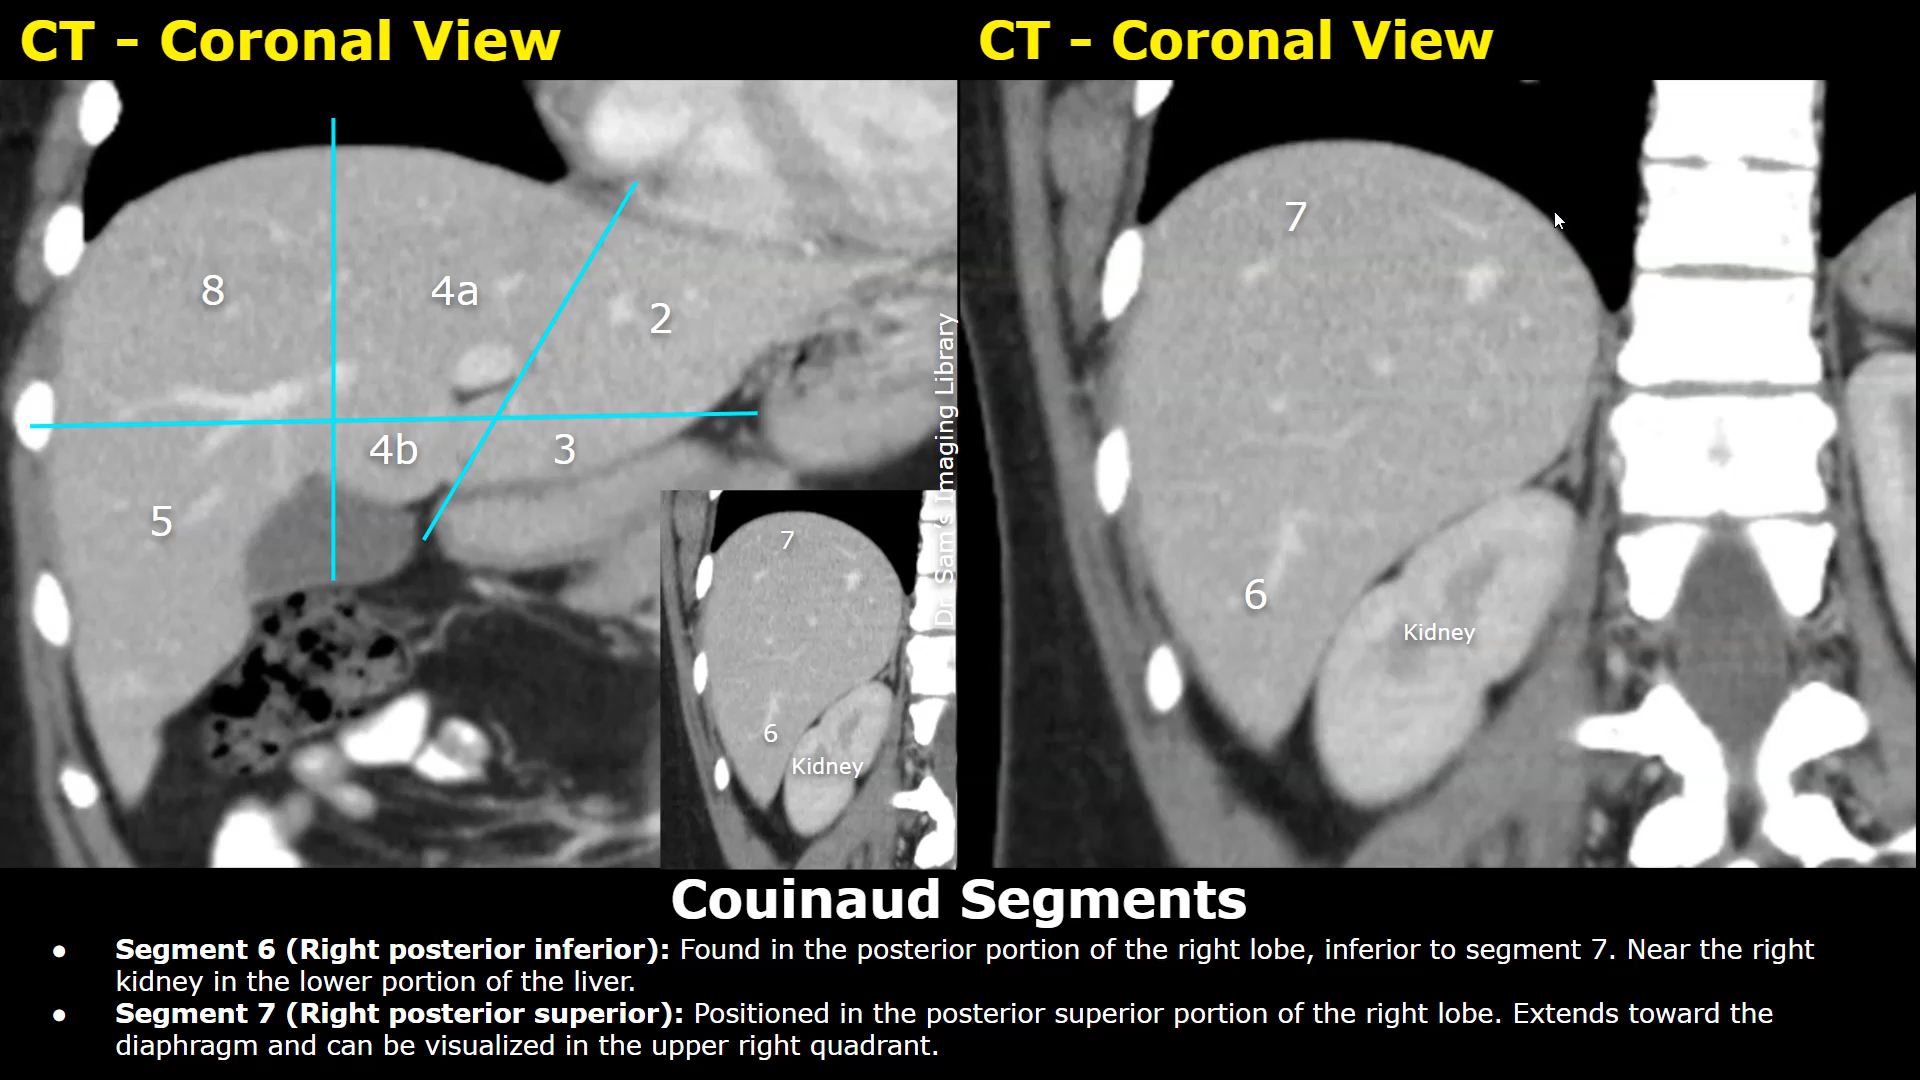 CT - Coronal View
CT - Coronal View
8
4a
2
4b
3
5
7
6
Kidney
Dr. Sam's Imaging Library
7
6
Kidney
Couinaud Segments
● Segment 6 (Right posterior inferior): Found in the posterior portion of the right lobe, inferior to segment 7. Near the right
kidney in the lower portion of the liver.
● Segment 7 (Right posterior superior): Positioned in the posterior superior portion of the right lobe. Extends toward the
diaphragm and can be visualized in the upper right quadrant.